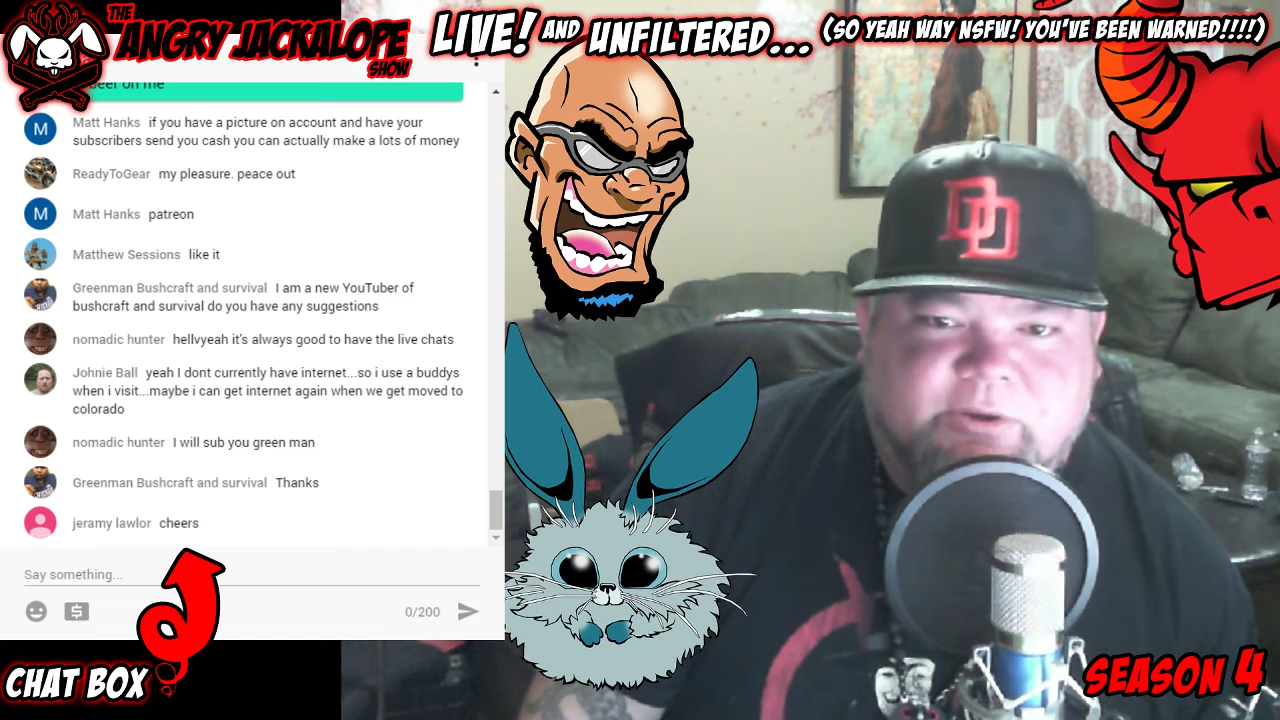 THE
ANGRY JACKALOPE
SHOW
LIVE! AND UNFILTERED... (SO YEAH WAY NSFW! YOU'VE BEEN WARNED!!!!)
beer on me
M Matt Hanks if you have a picture on account and have your
subscribers send you cash you can actually make a lots of money
ReadyToGear my pleasure. peace out
M Matt Hanks patreon
Matthew Sessions like it
Greenman Bushcraft and survival I am a new YouTuber of
bushcraft and survival do you have any suggestions
nomadic hunter hellvyeah it's always good to have the live chats
Johnie Ball yeah I dont currently have internet...so i use a buddys
when i visit...maybe i can get internet again when we get moved to
colorado
nomadic hunter I will sub you green man
Greenman Bushcraft and survival Thanks
jeramy lawlor cheers
Say something...
$ 0/200
CHAT BOX
DD
SEASON 4